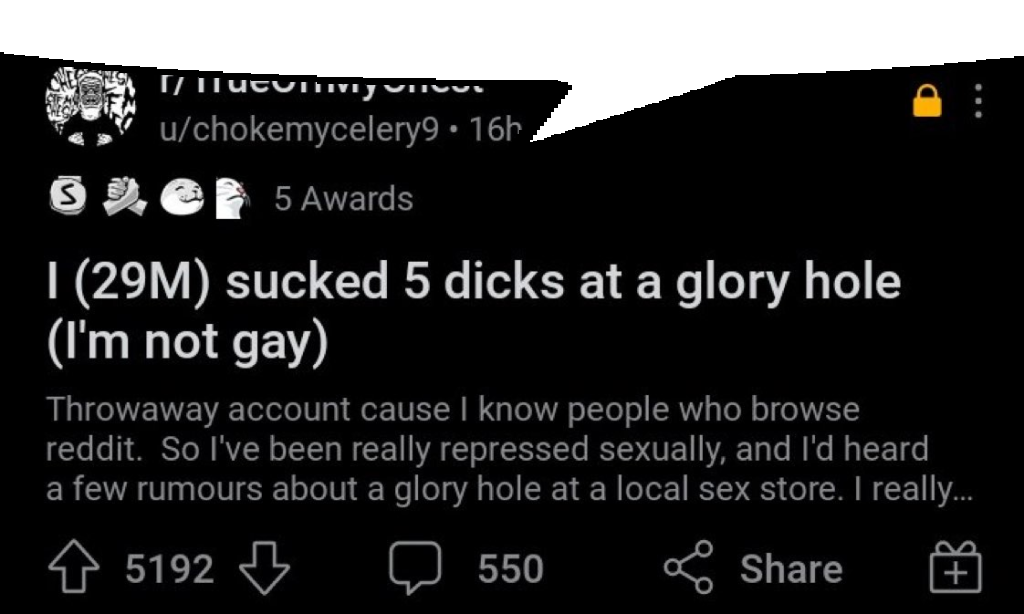 r/TrueOffMyChest
u/chokemycelery9 • 16h
5 Awards
I (29M) sucked 5 dicks at a glory hole
(I'm not gay)
Throwaway account cause I know people who browse
reddit. So I've been really repressed sexually, and I'd heard
a few rumours about a glory hole at a local sex store. I really...
5192 550 Share